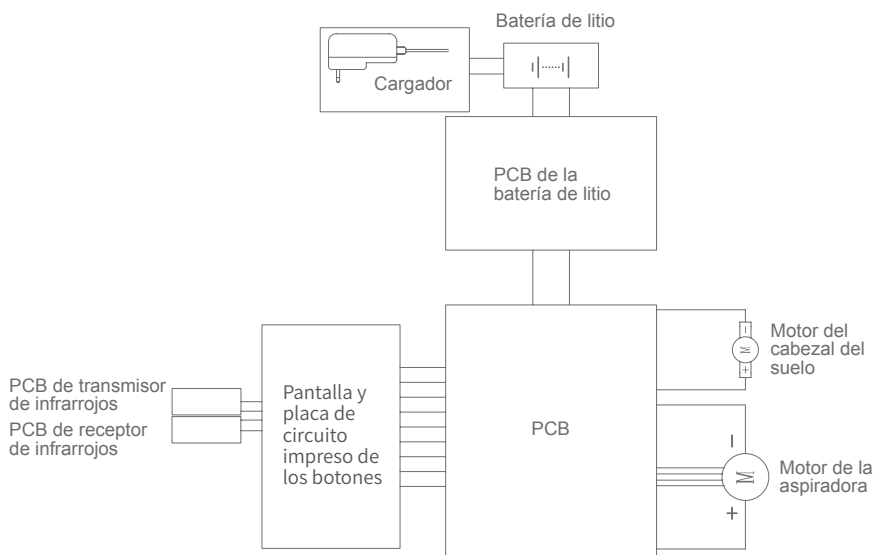 Batería de litio
Cargador
PCB de la
batería de litio
Motor del
cabezal del
suelo
M
PCB de transmisor
de infrarrojos
PCB de receptor
de infrarrojos
Pantalla y
placa de
circuito
impreso de
los botones
PCB
Motor de la
aspiradora
−
M
+